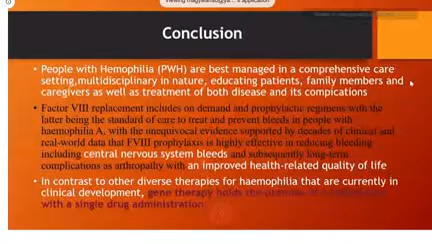 Conclusion
• People with Hemophilia (PWH) are best managed in a comprehensive care
setting,multidisciplinary in nature, educating patients, family members and
caregivers as well as treatment of both disease and its compications
• Factor VIII replacement includes on demand and prophylactic regimens with the
latter being the standard of care to treat and prevent bleeds in people with
haemophilia A, with the unequivocal evidence supported by decades of clinical and
real-world data that FVIII prophylaxis is highly effective in reducing bleeding
including central nervous system bleeds and subsequently long-term
complications as arthropathy with an improved health-related quality of life
• In contrast to other diverse therapies for haemophilia that are currently in
clinical development, gene therapy holds the
with a single drug administration